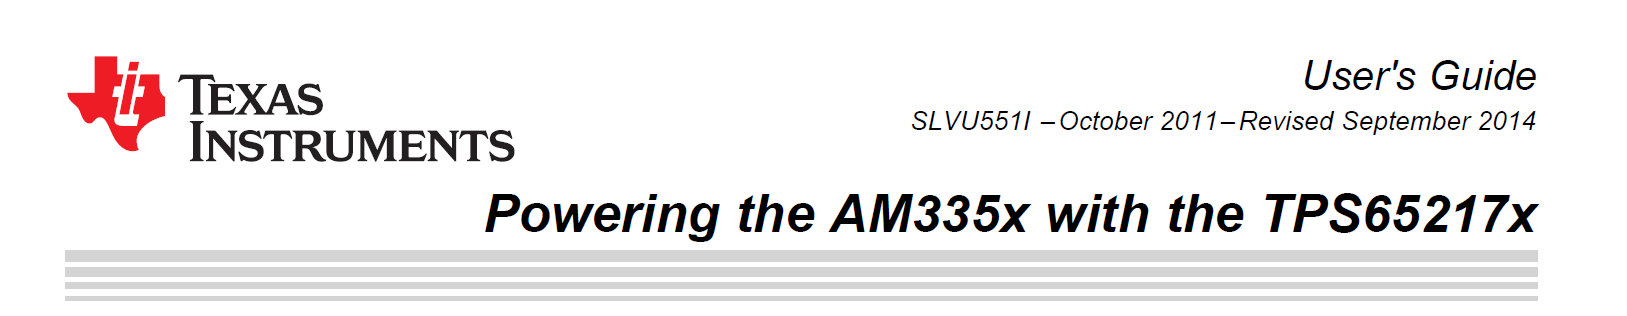 TEXAS
INSTRUMENTS
User's Guide
SLVU551I – October 2011 – Revised September 2014
Powering the AM335x with the TPS65217x